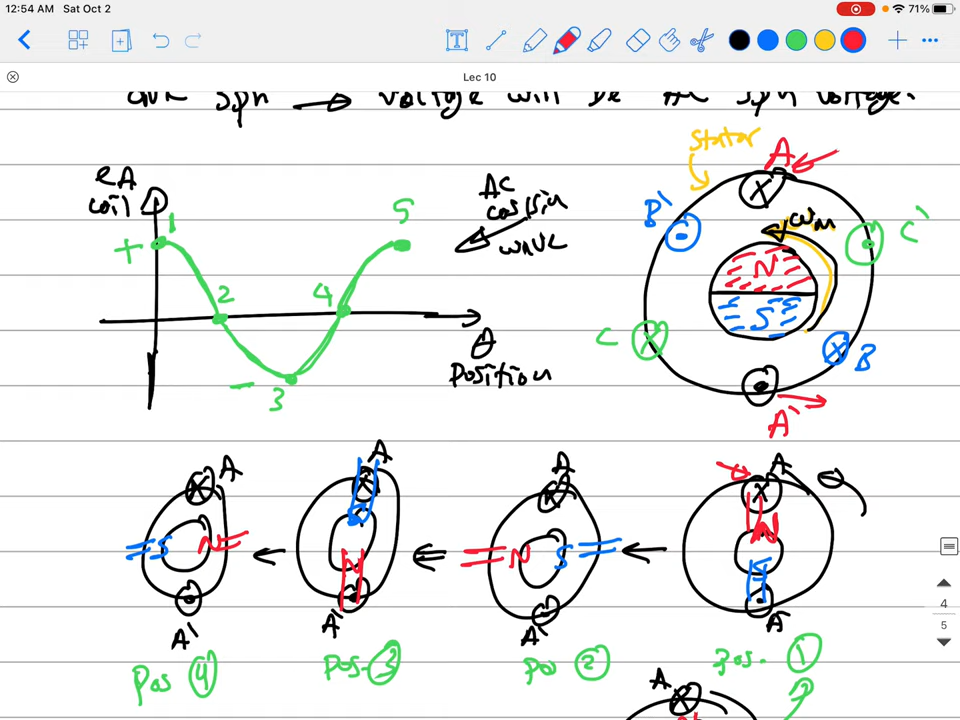 12:54 AM Sat Oct 2
71%
T
Lec 10
voltage will be AC
eA
coil
+
1
2
3
4
5
-
θ
position
AC
wave
stator
A
B'
C'
ωm
N
S
C
B
A'
A
S N
A'
Pos 4
A
N
A'
Pos-3
A
N S
A'
Pos 2
A
N
S
A
Pos. 1
A
4
5